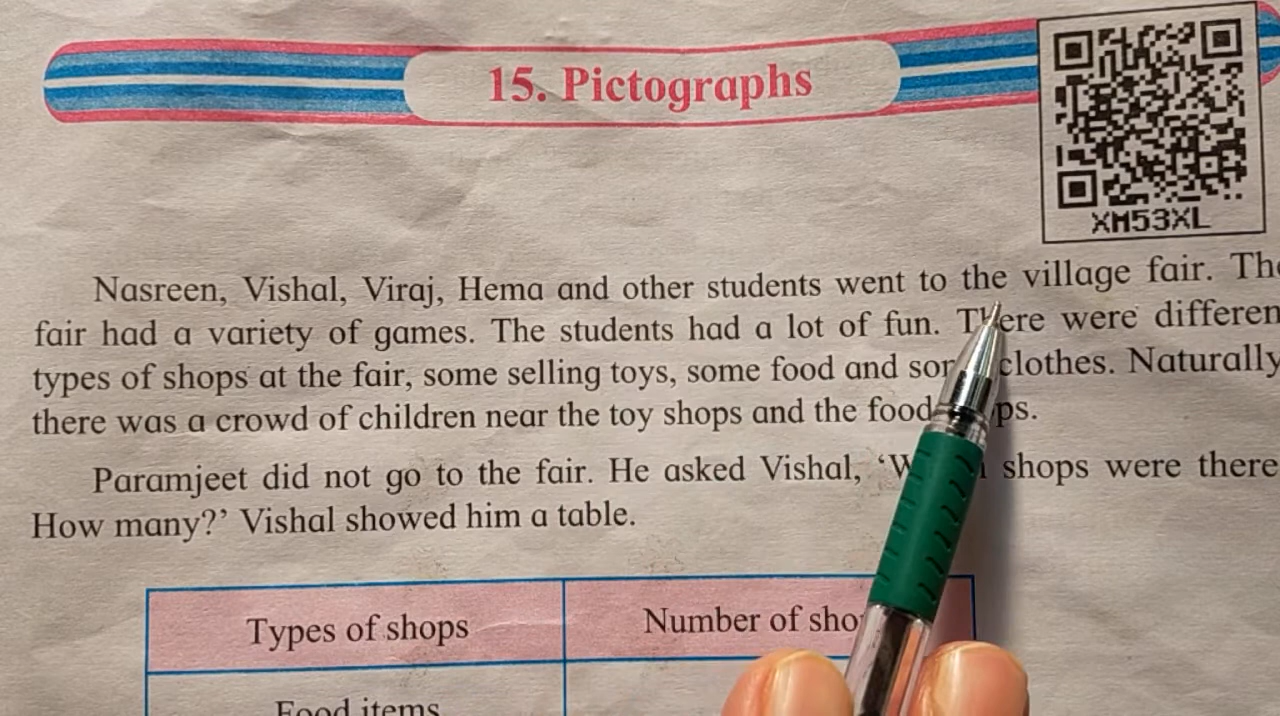 15. Pictographs
XM53XL
Nasreen, Vishal, Viraj, Hema and other students went to the village fair. The
fair had a variety of games. The students had a lot of fun. There were differen
types of shops at the fair, some selling toys, some food and some clothes. Naturally
there was a crowd of children near the toy shops and the food
Paramjeet did not go to the fair. He asked Vishal, ‘ shops were there
How many?’ Vishal showed him a table.
Types of shops
Number of sho
Food items